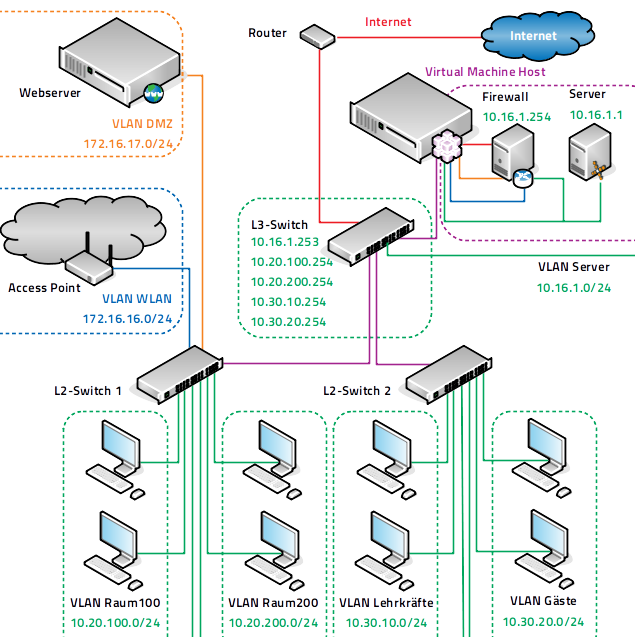 Router
Internet
Internet
Webserver
VLAN DMZ
172.16.17.0/24
Virtual Machine Host
Firewall
10.16.1.254
Server
10.16.1.1
L3-Switch
10.16.1.253
10.20.100.254
10.20.200.254
10.30.10.254
10.30.20.254
VLAN Server
10.16.1.0/24
Access Point
VLAN WLAN
172.16.16.0/24
L2-Switch 1
L2-Switch 2
VLAN Raum100
10.20.100.0/24
VLAN Raum200
10.20.200.0/24
VLAN Lehrkräfte
10.30.10.0/24
VLAN Gäste
10.30.20.0/24